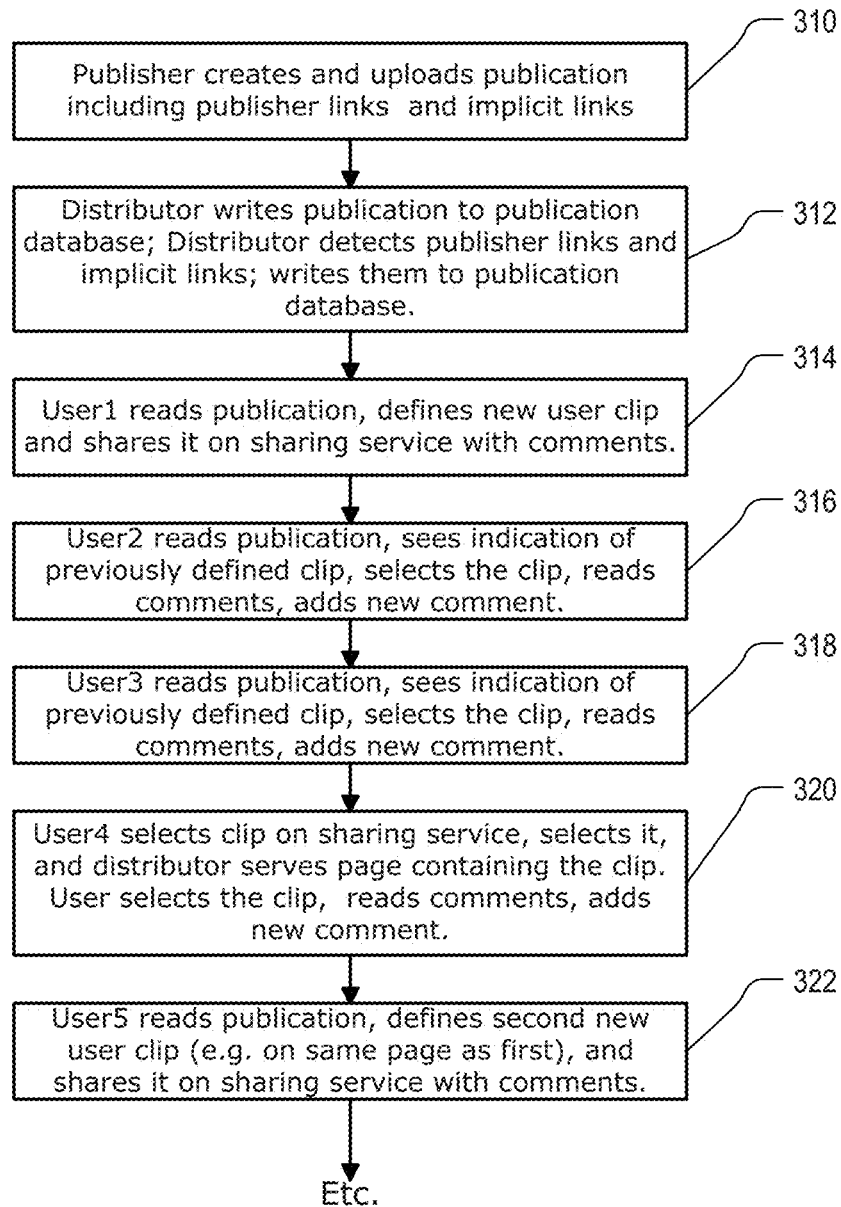 310
Publisher creates and uploads publication
including publisher links and implicit links
312
Distributor writes publication to publication
database; Distributor detects publisher links and
implicit links; writes them to publication
database.
314
User1 reads publication, defines new user clip
and shares it on sharing service with comments.
316
User2 reads publication, sees indication of
previously defined clip, selects the clip, reads
comments, adds new comment.
318
User3 reads publication, sees indication of
previously defined clip, selects the clip, reads
comments, adds new comment.
320
User4 selects clip on sharing service, selects it,
and distributor serves page containing the clip.
User selects the clip, reads comments, adds
new comment.
322
User5 reads publication, defines second new
user clip (e.g. on same page as first), and
shares it on sharing service with comments.
Etc.